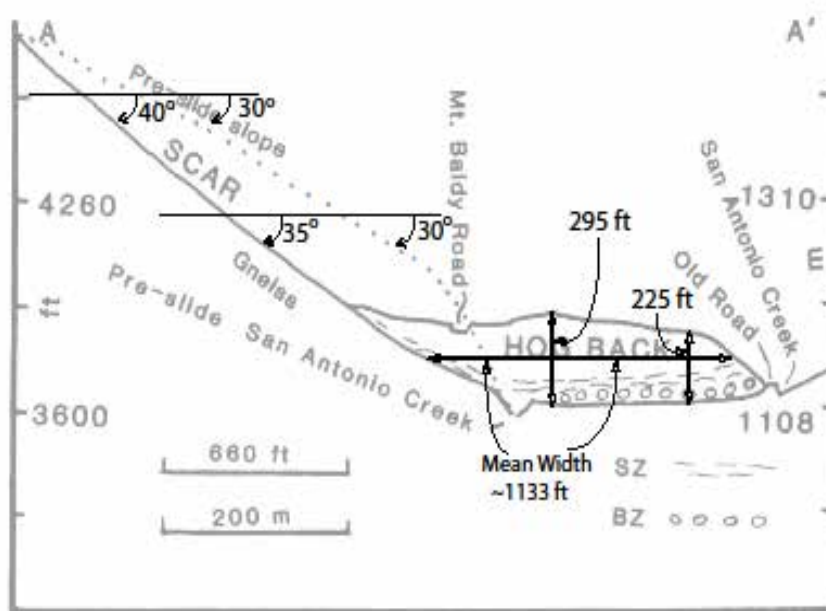 A
A'
Pre-slide slope
40°
30°
SCAR
Mt. Baldy Road
San Antonio Creek
4260
1310
35°
30°
295 ft
Gneiss
Old Road
m
ft
Pre-slide San Antonio Creek
225 ft
HOG BACK
3600
1108
660 ft
Mean Width
~1133 ft
SZ
200 m
BZ